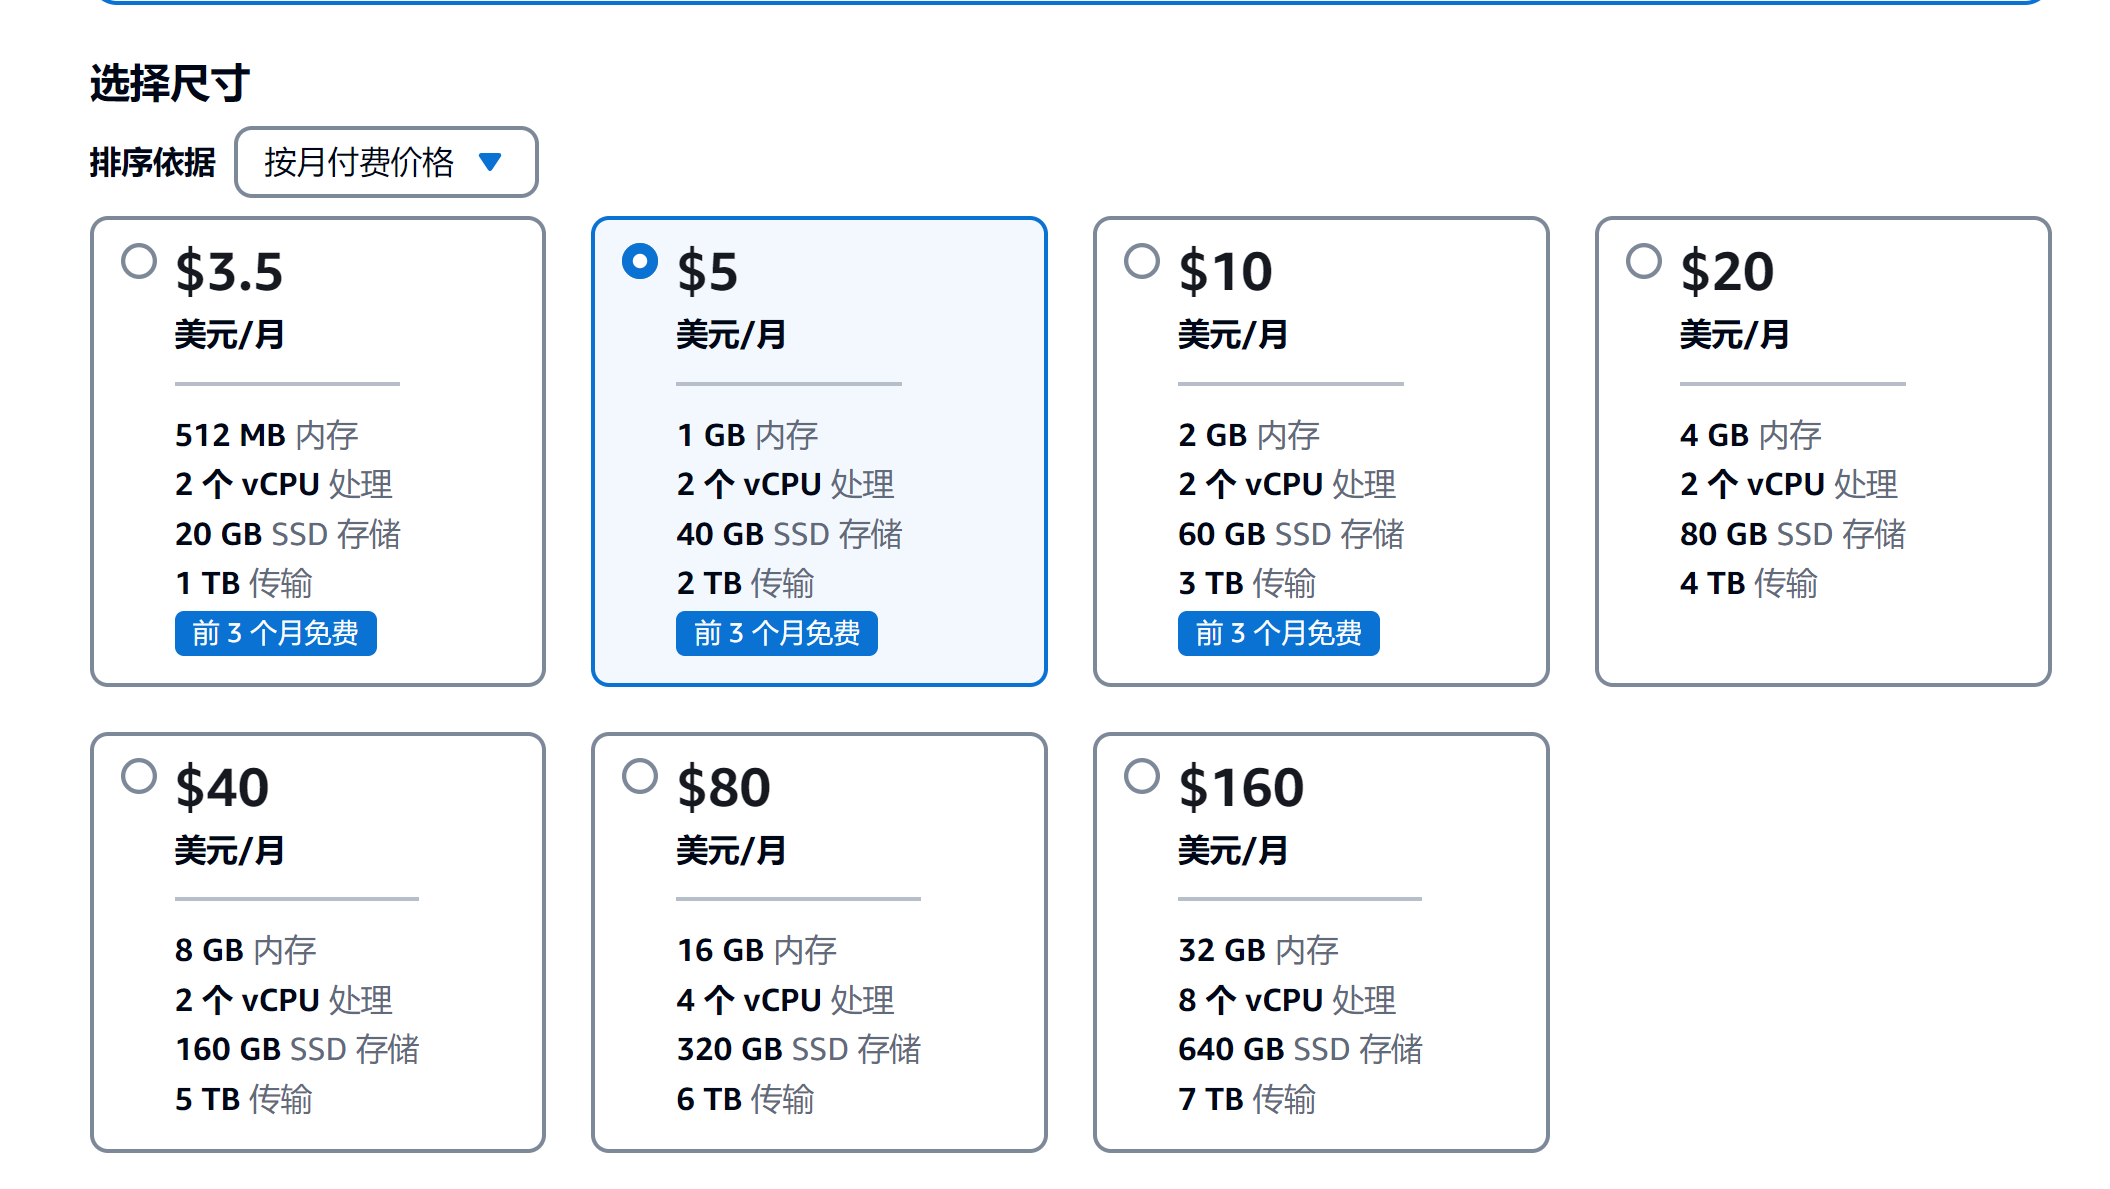 选择尺寸
排序依据 按月付费价格
$3.5
美元/月
512 MB 内存
2 个 vCPU 处理
20 GB SSD 存储
1 TB 传输
前 3 个月免费
$5
美元/月
1 GB 内存
2 个 vCPU 处理
40 GB SSD 存储
2 TB 传输
前 3 个月免费
$10
美元/月
2 GB 内存
2 个 vCPU 处理
60 GB SSD 存储
3 TB 传输
前 3 个月免费
$20
美元/月
4 GB 内存
2 个 vCPU 处理
80 GB SSD 存储
4 TB 传输
$40
美元/月
8 GB 内存
2 个 vCPU 处理
160 GB SSD 存储
5 TB 传输
$80
美元/月
16 GB 内存
4 个 vCPU 处理
320 GB SSD 存储
6 TB 传输
$160
美元/月
32 GB 内存
8 个 vCPU 处理
640 GB SSD 存储
7 TB 传输